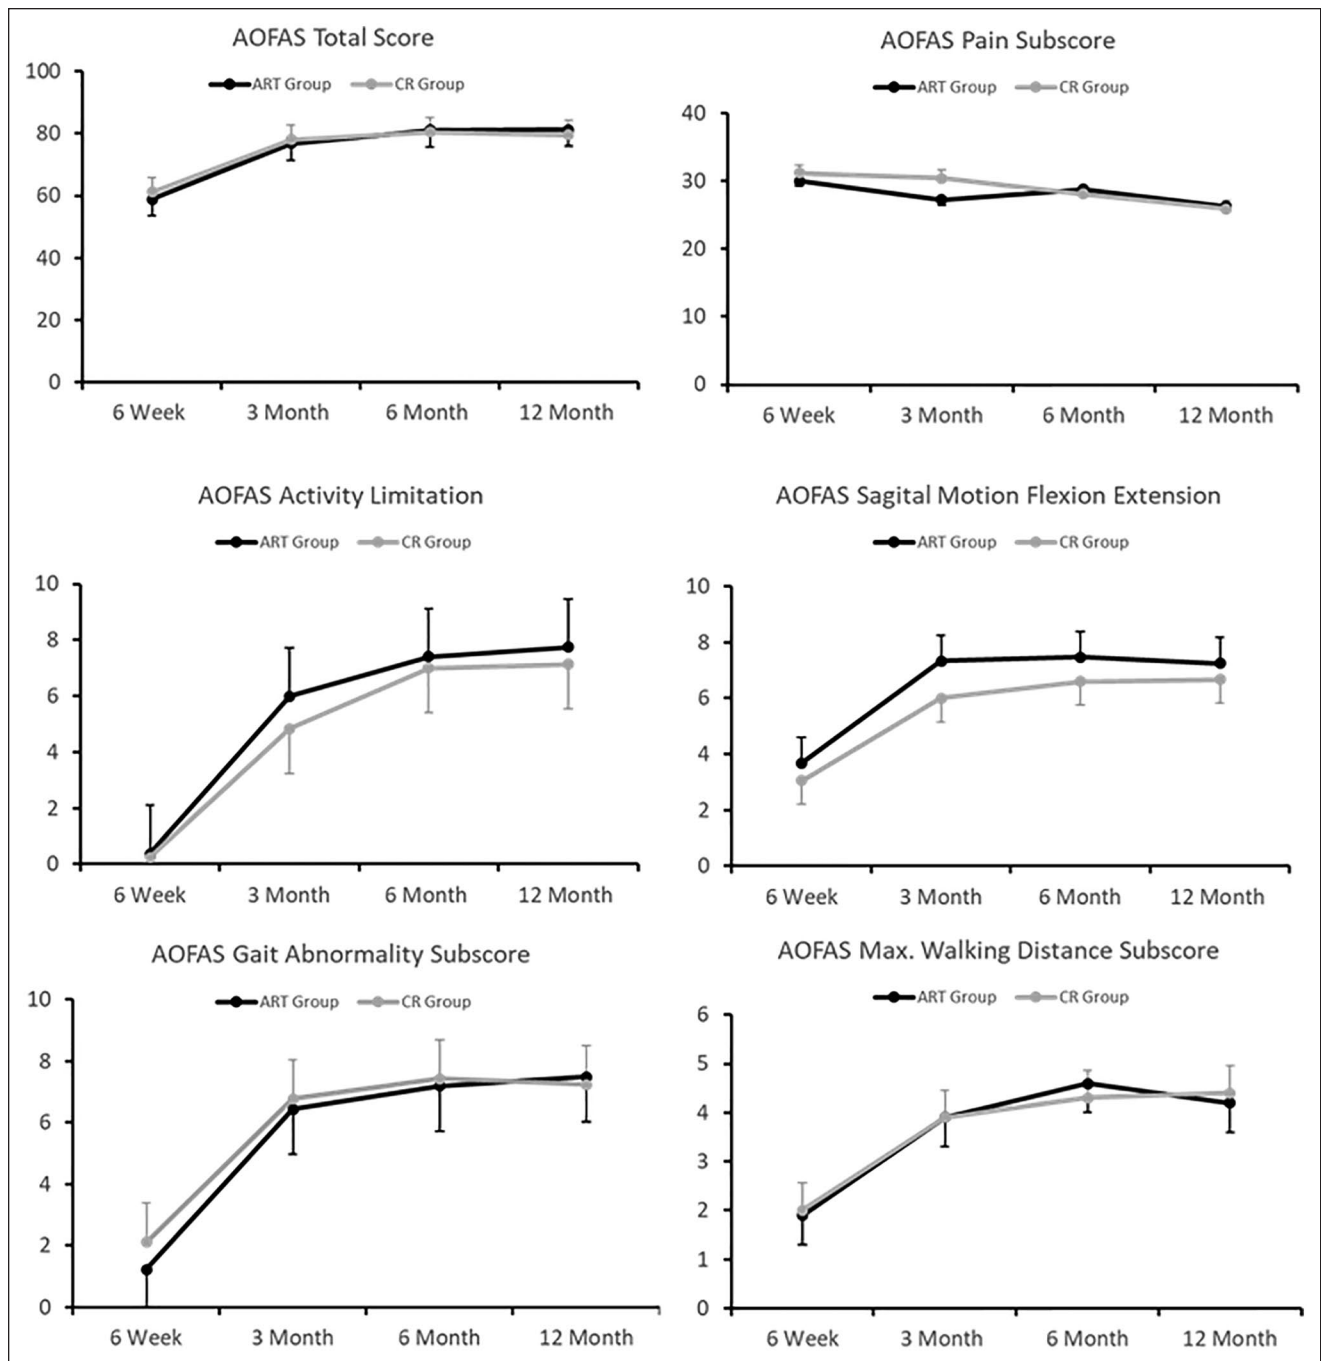 AOFAS Total Score
ART Group CR Group
100
80
60
40
20
0
6 Week 3 Month 6 Month 12 Month
AOFAS Pain Subscore
ART Group CR Group
40
30
20
10
0
6 Week 3 Month 6 Month 12 Month
AOFAS Activity Limitation
ART Group CR Group
10
8
6
4
2
0
6 Week 3 Month 6 Month 12 Month
AOFAS Sagital Motion Flexion Extension
ART Group CR Group
10
8
6
4
2
0
6 Week 3 Month 6 Month 12 Month
AOFAS Gait Abnormality Subscore
ART Group CR Group
10
8
6
4
2
0
6 Week 3 Month 6 Month 12 Month
AOFAS Max. Walking Distance Subscore
ART Group CR Group
6
5
4
3
2
1
0
6 Week 3 Month 6 Month 12 Month